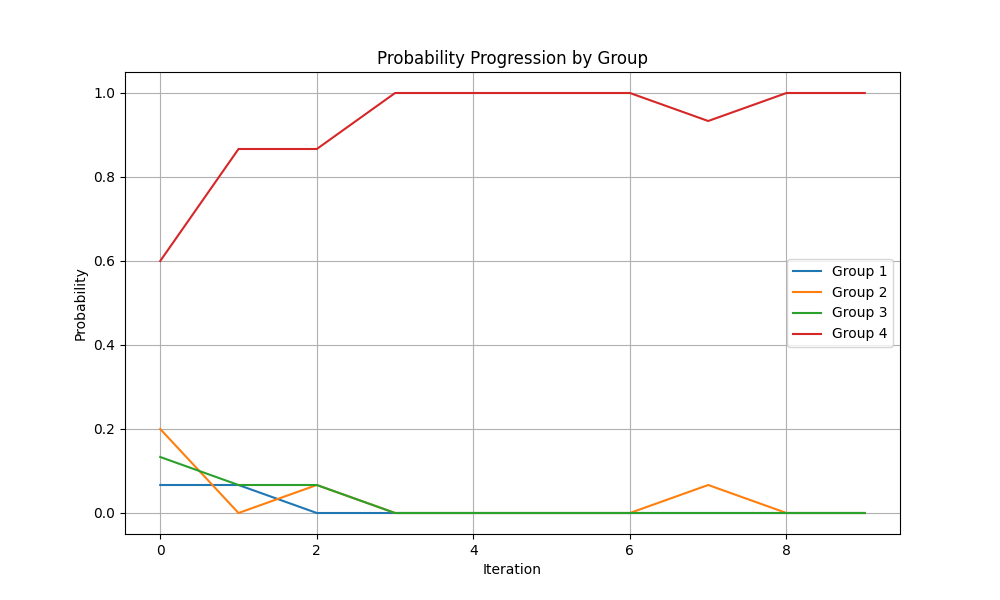 Probability Progression by Group
Probability
1.0
0.8
0.6
0.4
0.2
0.0
Group 1
Group 2
Group 3
Group 4
0 2 4 6 8
Iteration